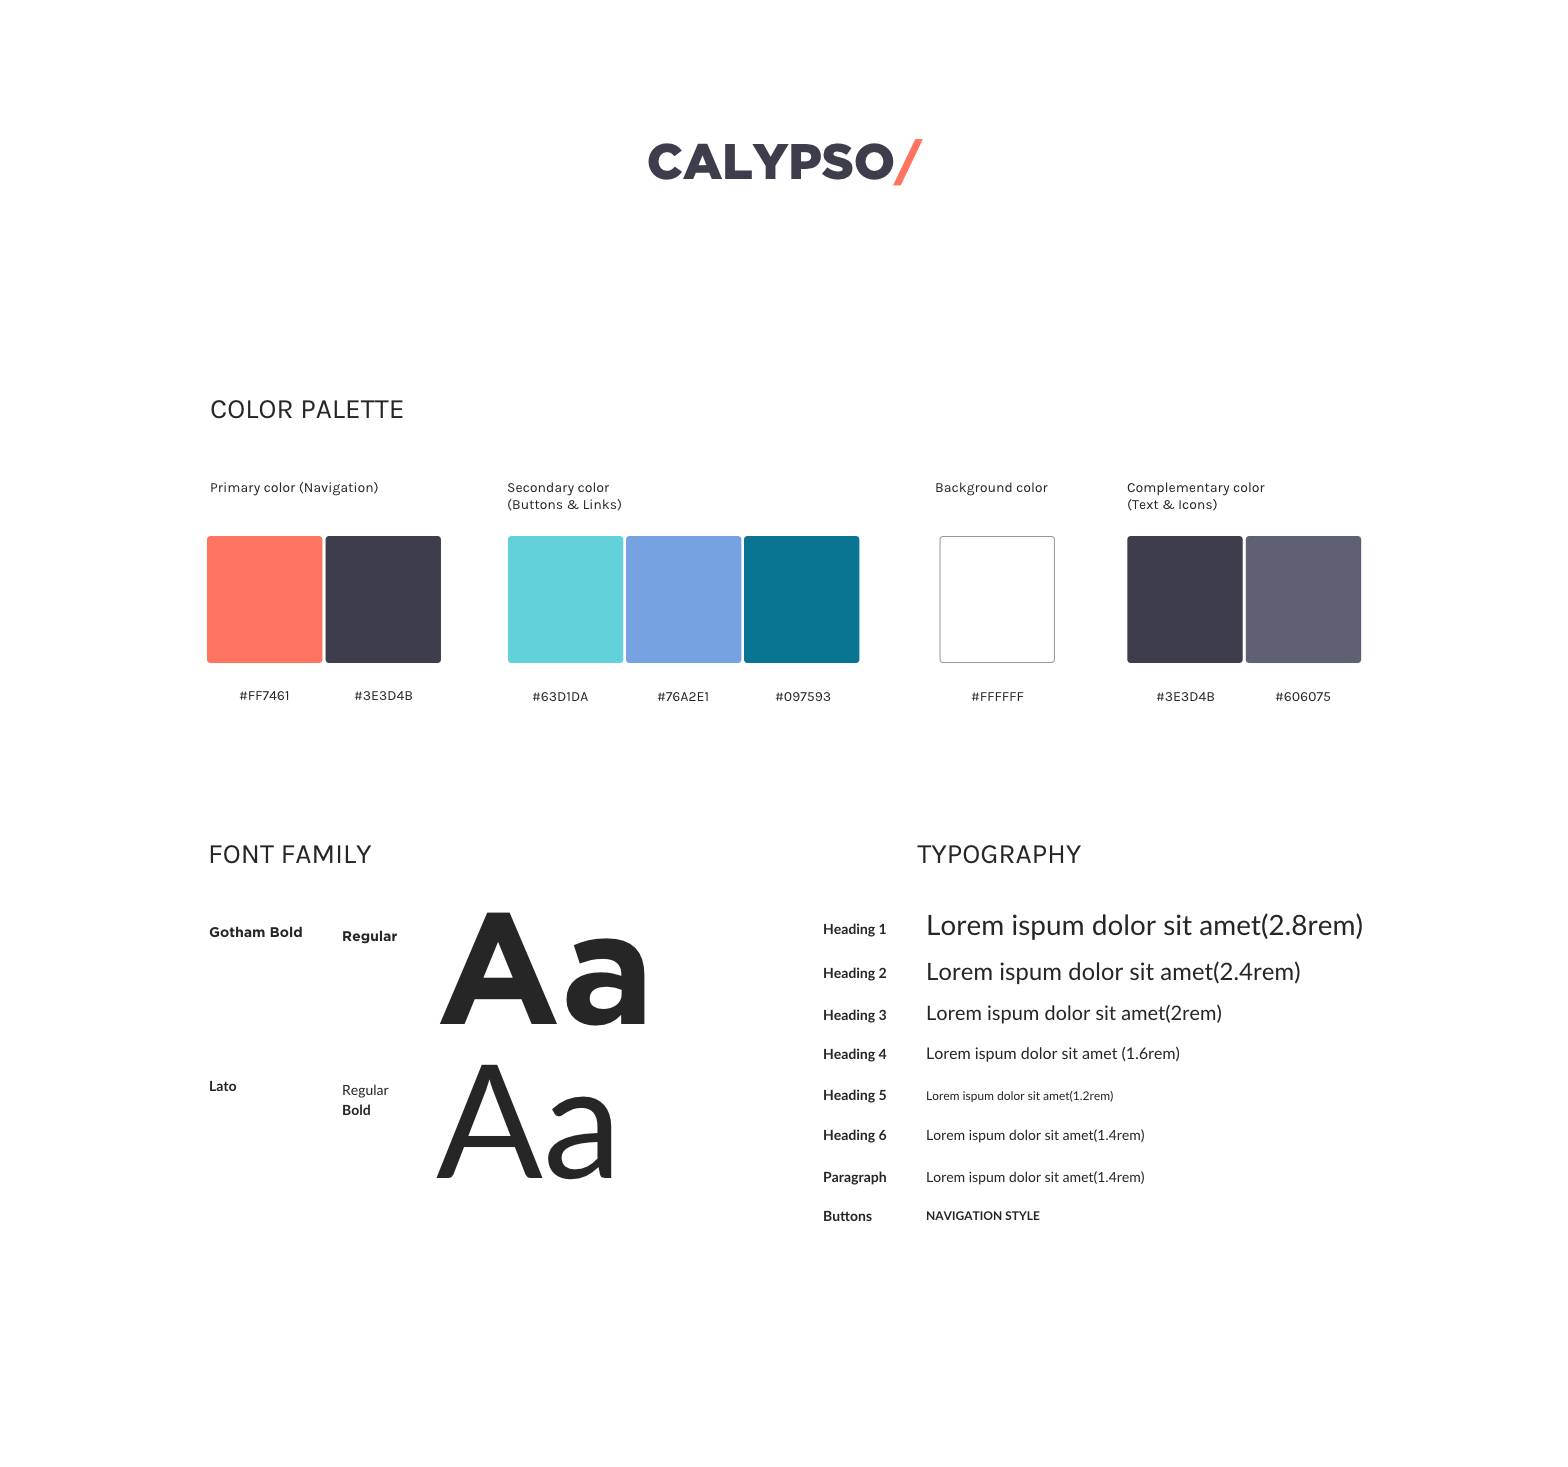 CALYPSO/
COLOR PALETTE
Primary color (Navigation)
Secondary color
(Buttons & Links)
Background color
Complementary color
(Text & Icons)
#FF7461
#3E3D4B
#63D1DA
#76A2E1
#097593
#FFFFFF
#3E3D4B
#606075
FONT FAMILY
Gotham Bold
Regular
Aa
Lato
Regular
Bold
Aa
TYPOGRAPHY
Heading 1
Lorem ispum dolor sit amet(2.8rem)
Heading 2
Lorem ispum dolor sit amet(2.4rem)
Heading 3
Lorem ispum dolor sit amet(2rem)
Heading 4
Lorem ispum dolor sit amet (1.6rem)
Heading 5
Lorem ispum dolor sit amet(1.2rem)
Heading 6
Lorem ispum dolor sit amet(1.4rem)
Paragraph
Lorem ispum dolor sit amet(1.4rem)
Buttons
NAVIGATION STYLE